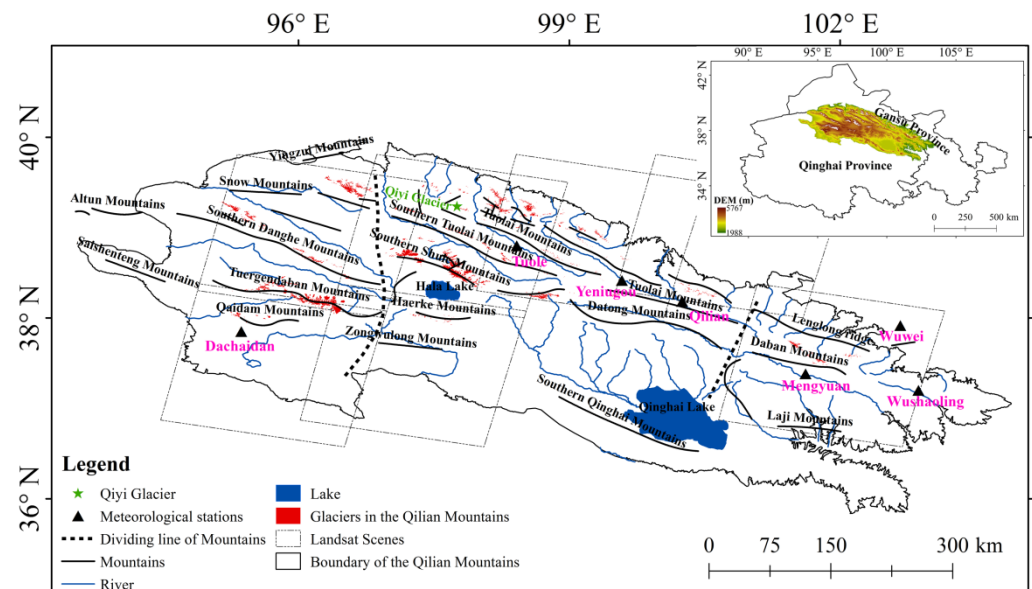 96° E
99° E
102° E
90° E
95° E
100° E
105° E
42° N
38° N
34° N
Gansu Province
Qinghai Province
DEM (m)
5767
1988
0
250
500 km
40° N
38° N
36° N
Yingzui Mountains
Snow Mountains
Altun Mountains
Qiyi Glacier
Tuolai Mountains
Southern Tuolai Mountains
Southern Danghe Mountains
Saishenteng Mountains
Southern Shule Mountains
Tuole
Tuergendaban Mountains
Hala Lake
Yeniugou
Tuolai Mountains
Haerke Mountains
Qaidam Mountains
Datong Mountains
Qilian
Lenglong ridge
Wuwei
Dachaidan
Zongwulong Mountains
Daban Mountains
Mengyuan
Wushaoling
Southern Qinghai Mountains
Qinghai Lake
Laji Mountains
Legend
Qiyi Glacier
Meteorological stations
Dividing line of Mountains
Mountains
River
Lake
Glaciers in the Qilian Mountains
Landsat Scenes
Boundary of the Qilian Mountains
0
75
150
300 km